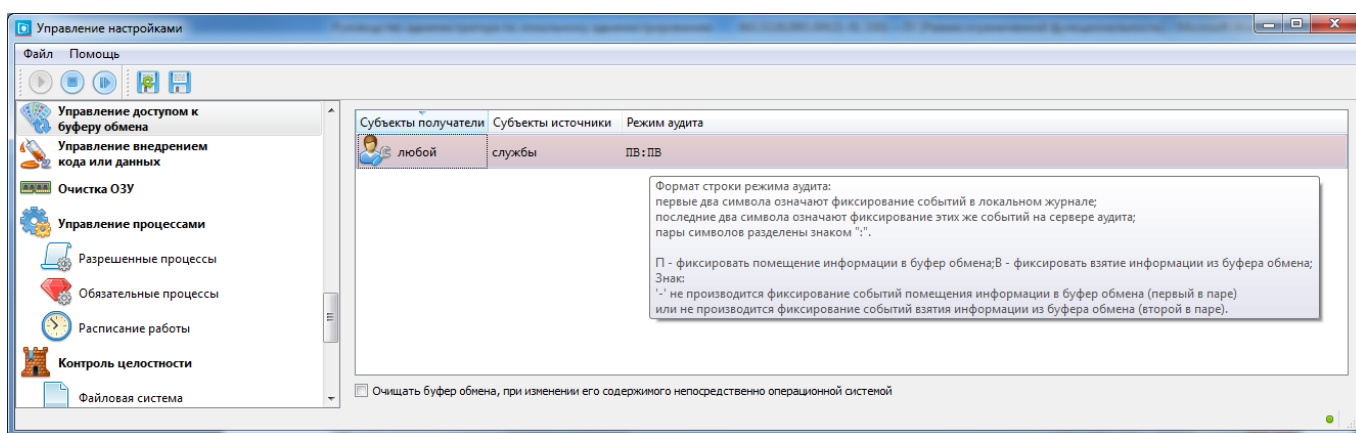 Управление настройками
Файл Помощь
Управление доступом к
буферу обмена
Управление внедрением
кода или данных
Очистка ОЗУ
Управление процессами
Разрешенные процессы
Обязательные процессы
Расписание работы
Контроль целостности
Файловая система
Субъекты получатели Субъекты источники Режим аудита
любой службы ПВ:ПВ
Формат строки режима аудита:
первые два символа означают фиксирование событий в локальном журнале;
последние два символа означают фиксирование этих же событий на сервере аудита;
пары символов разделены знаком ":".
П - фиксировать помещение информации в буфер обмена;В - фиксировать взятие информации из буфера обмена;
Знак:
'-' не производится фиксирование событий помещения информации в буфер обмена (первый в паре)
или не производится фиксирование событий взятия информации из буфера обмена (второй в паре).
Очищать буфер обмена, при изменении его содержимого непосредственно операционной системой